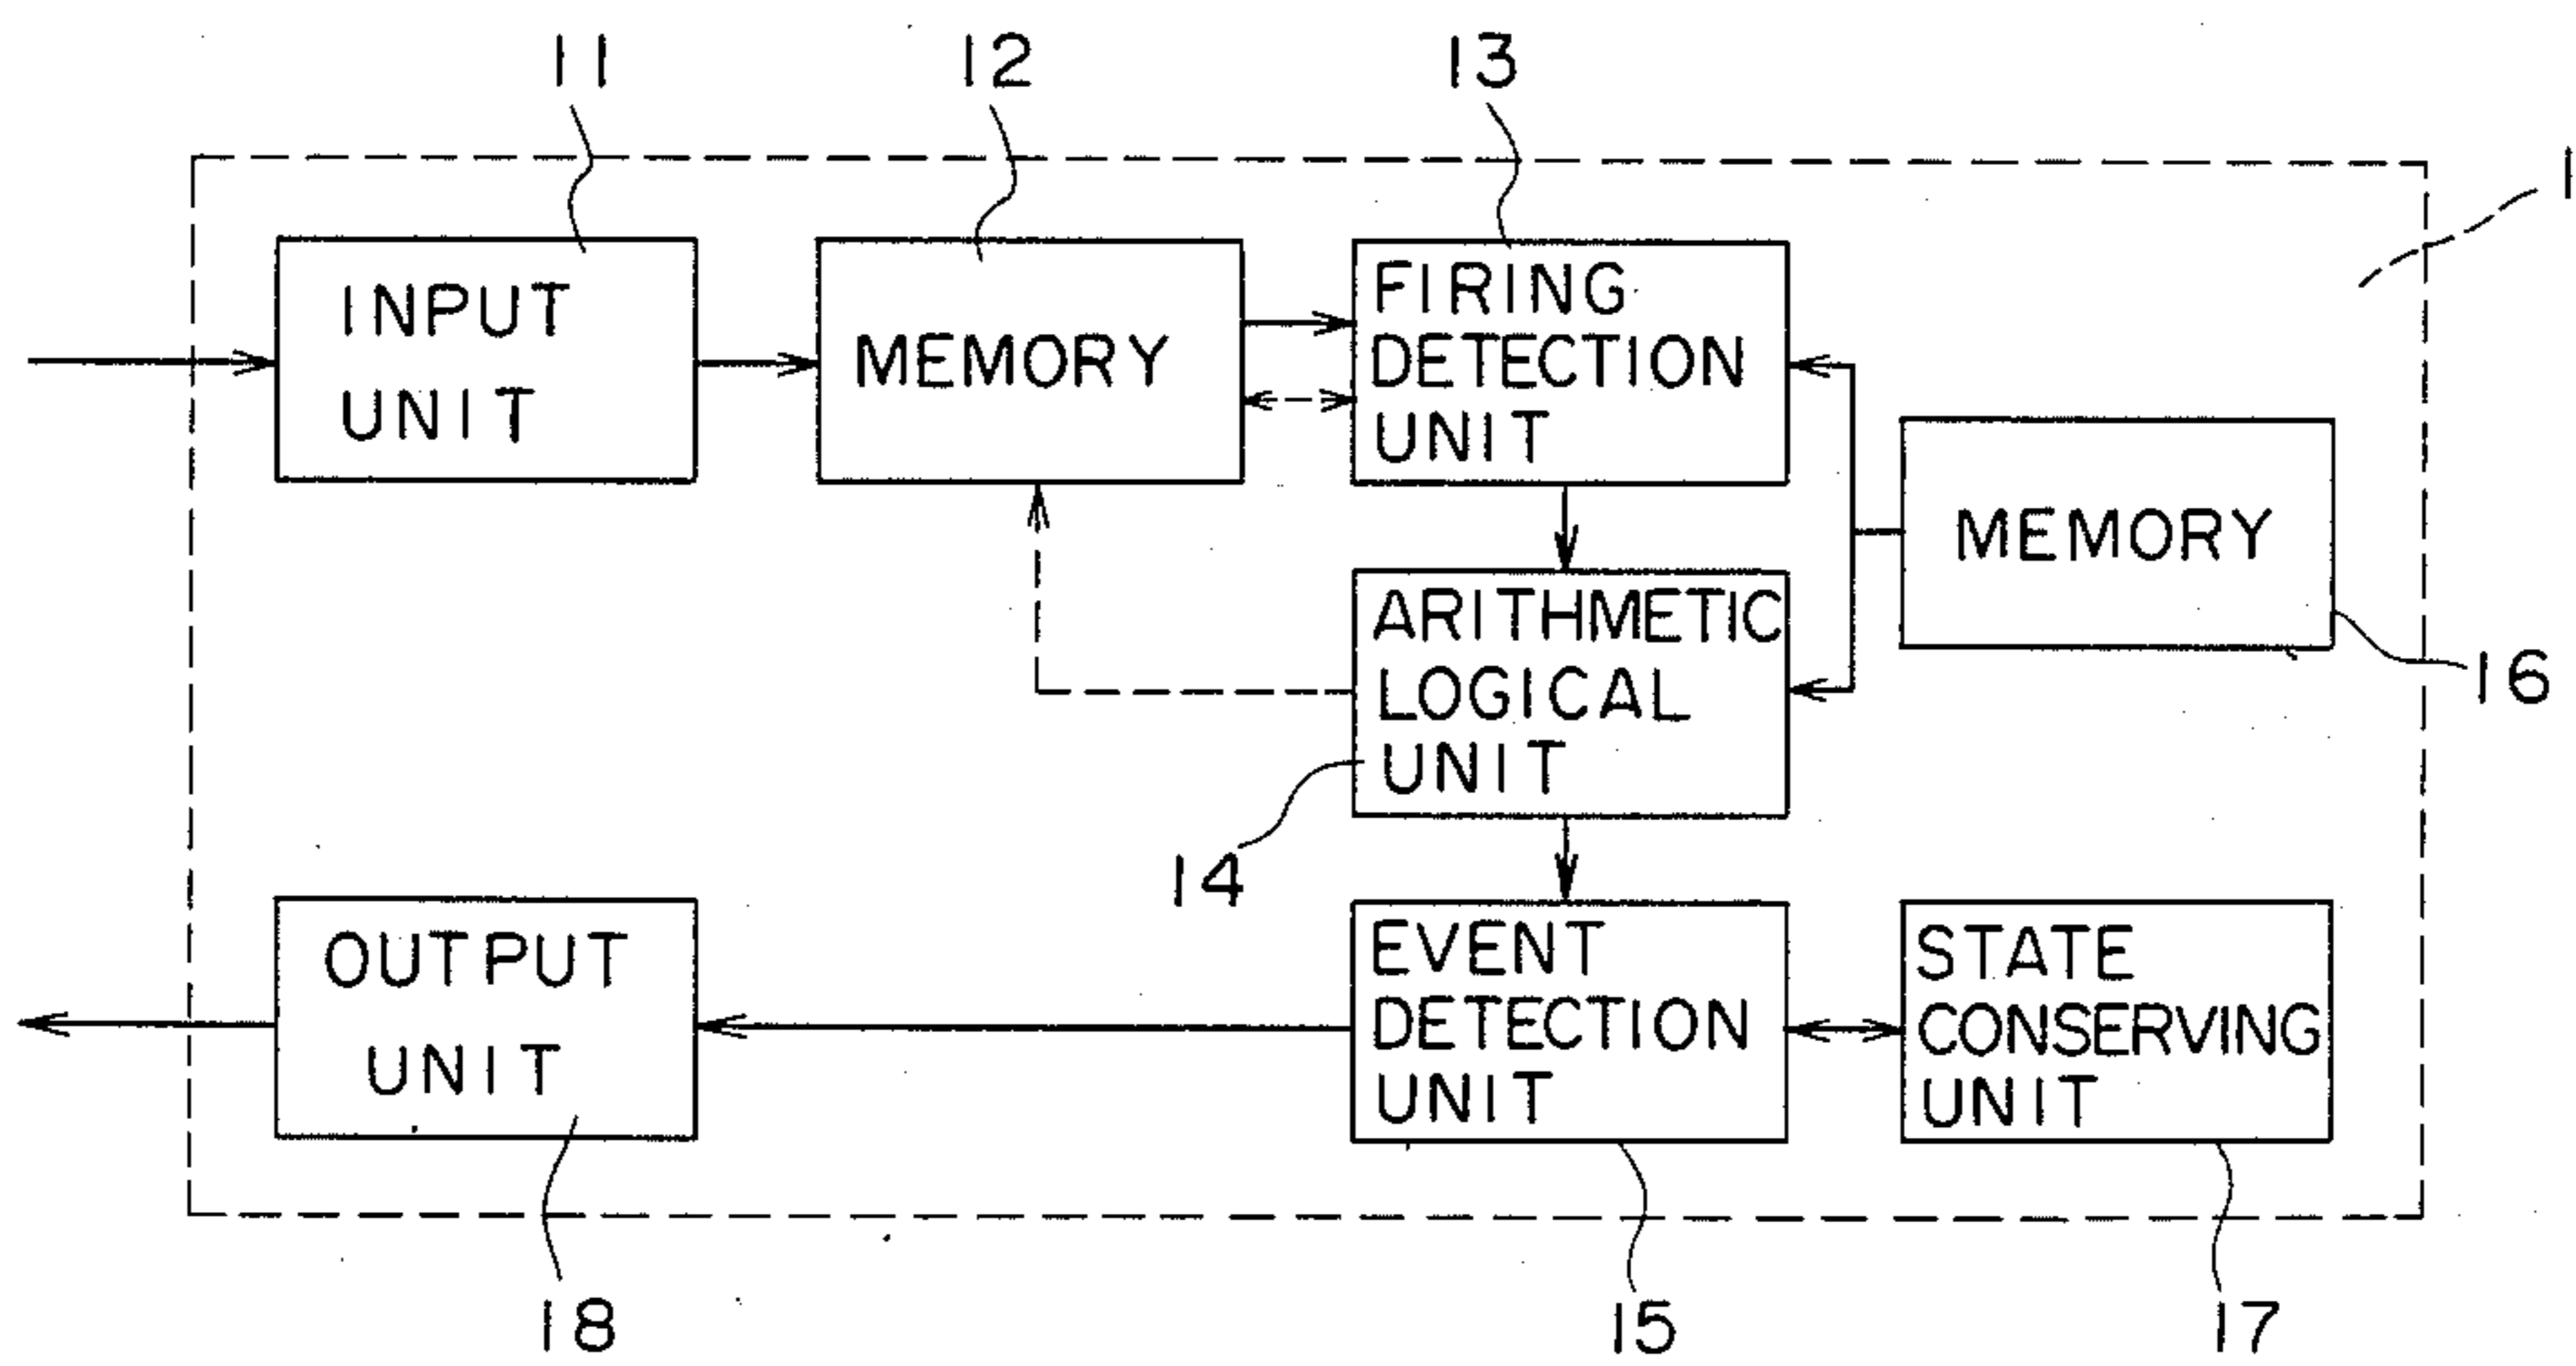 11
12
13
1
INPUT
UNIT
MEMORY
FIRING
DETECTION
UNIT
MEMORY
16
ARITHMETIC
LOGICAL
UNIT
14
OUTPUT
UNIT
EVENT
DETECTION
UNIT
STATE
CONSERVING
UNIT
18
15
17